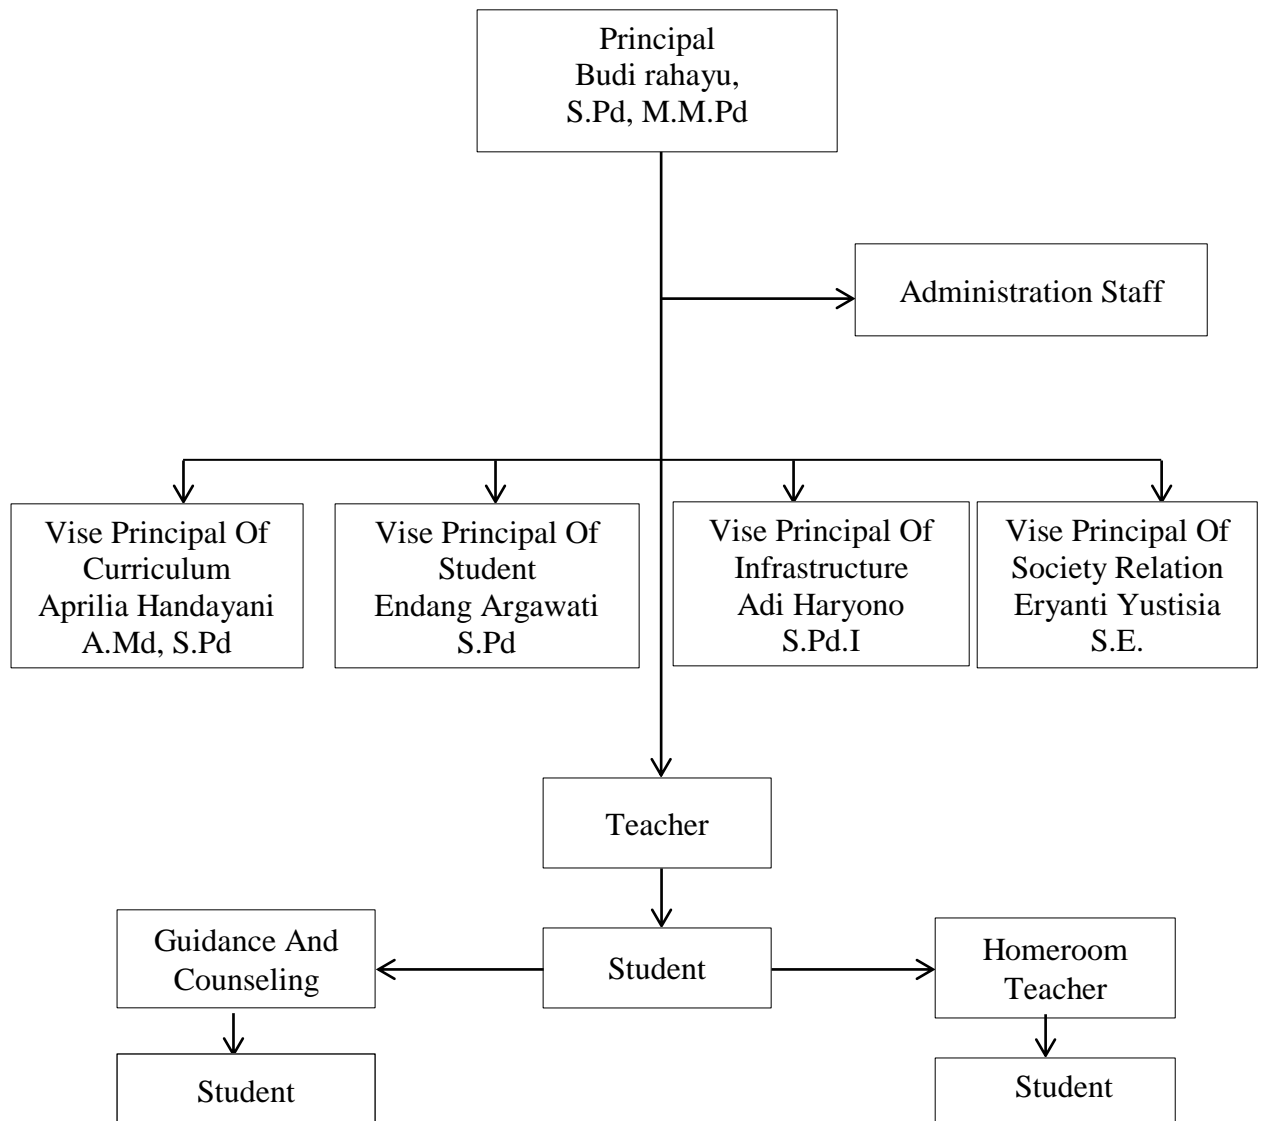 Principal
Budi rahayu,
S.Pd, M.M.Pd
Administration Staff
Vise Principal Of
Curriculum
Aprilia Handayani
A.Md, S.Pd
Vise Principal Of
Student
Endang Argawati
S.Pd
Vise Principal Of
Infrastructure
Adi Haryono
S.Pd.I
Vise Principal Of
Society Relation
Eryanti Yustisia
S.E.
Teacher
Guidance And
Counseling
Student
Homeroom
Teacher
Student
Student